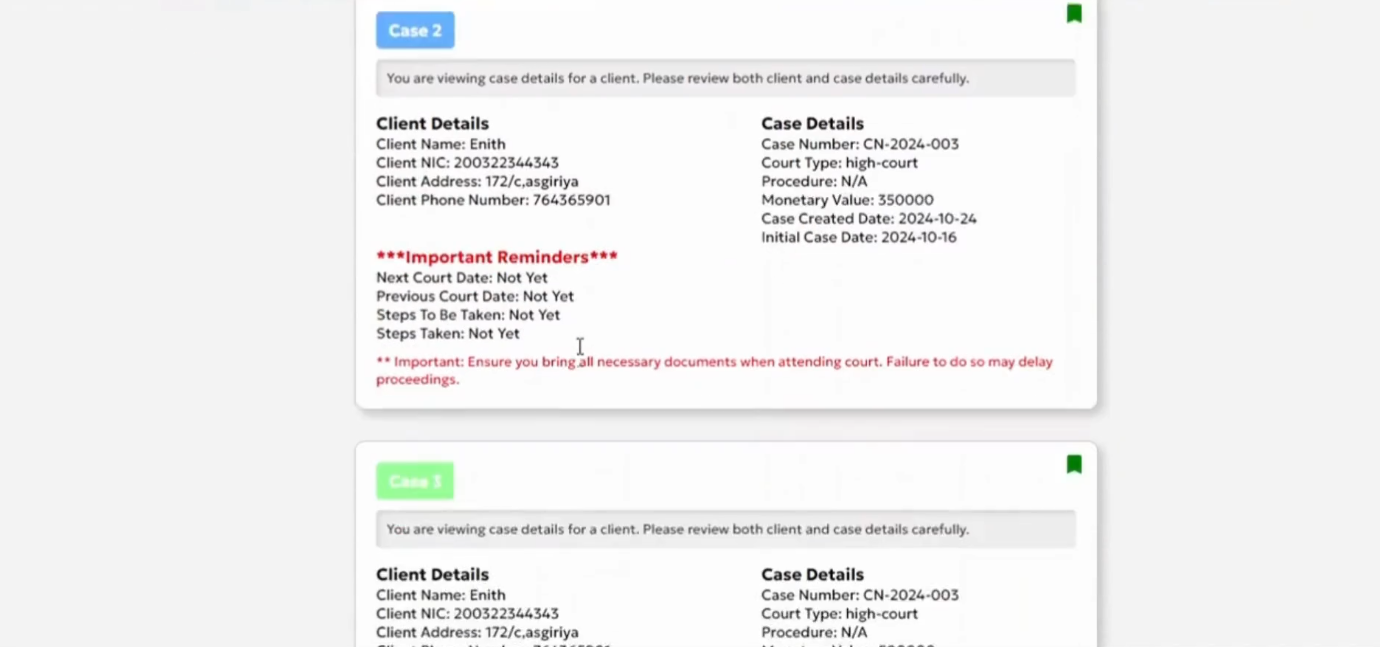 Case 2
You are viewing case details for a client. Please review both client and case details carefully.
Client Details
Client Name: Enith
Client NIC: 200322344343
Client Address: 172/c,asgiriya
Client Phone Number: 764365901
Case Details
Case Number: CN-2024-003
Court Type: high-court
Procedure: N/A
Monetary Value: 350000
Case Created Date: 2024-10-24
Initial Case Date: 2024-10-16
***Important Reminders***
Next Court Date: Not Yet
Previous Court Date: Not Yet
Steps To Be Taken: Not Yet
Steps Taken: Not Yet
** Important: Ensure you bring all necessary documents when attending court. Failure to do so may delay
proceedings.
Case 3
You are viewing case details for a client. Please review both client and case details carefully.
Client Details
Client Name: Enith
Client NIC: 200322344343
Client Address: 172/c,asgiriya
Case Details
Case Number: CN-2024-003
Court Type: high-court
Procedure: N/A